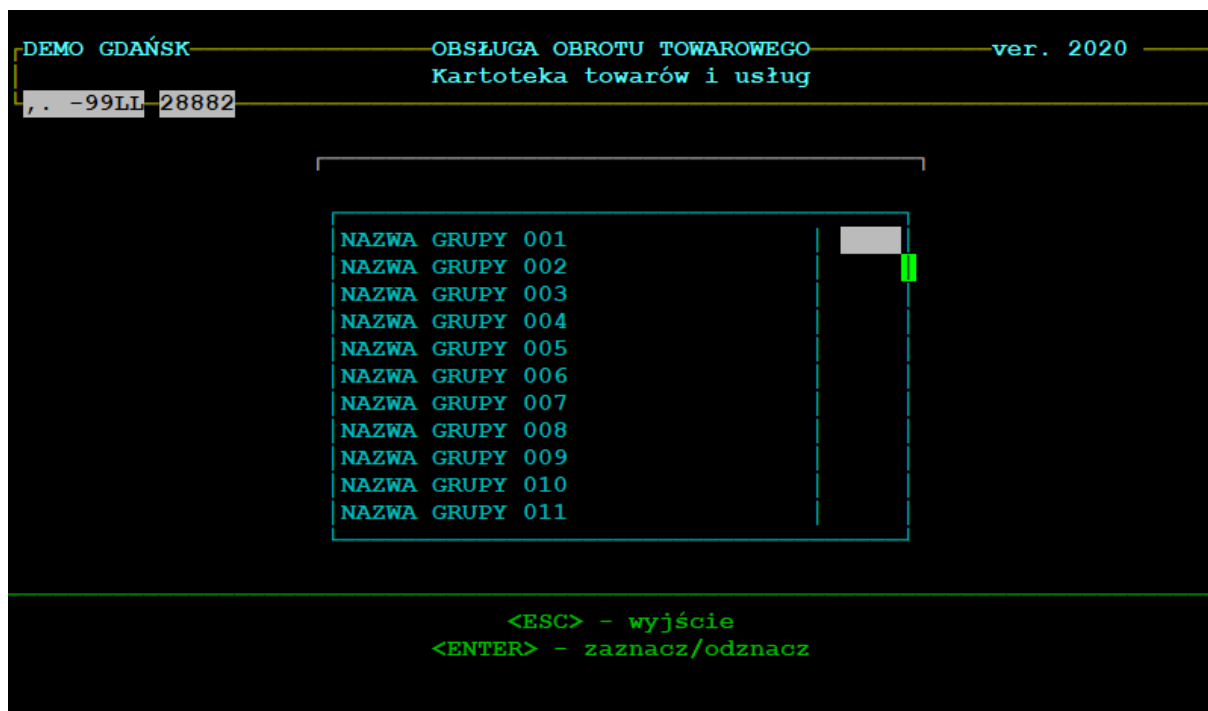 DEMO GDAŃSK OBSŁUGA OBROTU TOWAROWEGO ver. 2020
Kartoteka towarów i usług
,. -99LL 28882
NAZWA GRUPY 001
NAZWA GRUPY 002
NAZWA GRUPY 003
NAZWA GRUPY 004
NAZWA GRUPY 005
NAZWA GRUPY 006
NAZWA GRUPY 007
NAZWA GRUPY 008
NAZWA GRUPY 009
NAZWA GRUPY 010
NAZWA GRUPY 011
<ESC> - wyjście
<ENTER> - zaznacz/odznacz